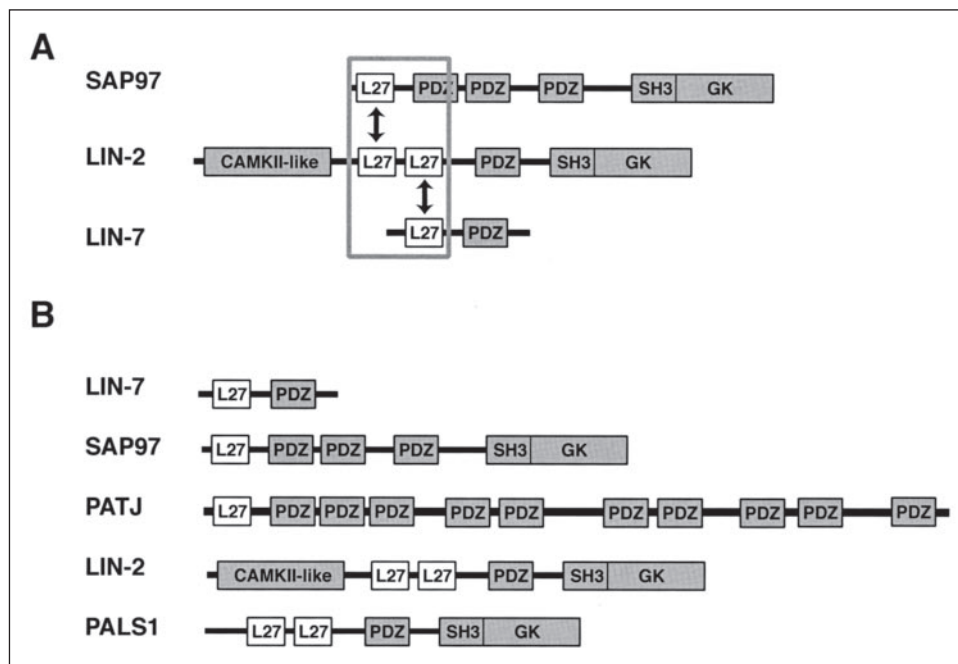 A
SAP97 L27 PDZ PDZ PDZ SH3 GK
LIN-2 CAMKII-like L27 L27 PDZ SH3 GK
LIN-7 L27 PDZ
B
LIN-7 L27 PDZ
SAP97 L27 PDZ PDZ PDZ SH3 GK
PATJ L27 PDZ PDZ PDZ PDZ PDZ PDZ PDZ PDZ PDZ PDZ
LIN-2 CAMKII-like L27 L27 PDZ SH3 GK
PALS1 L27 L27 PDZ SH3 GK